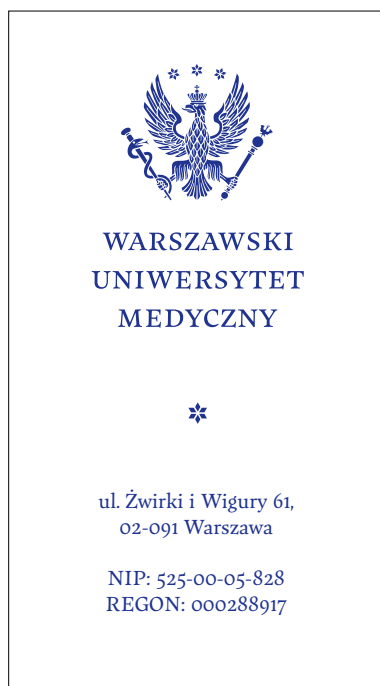 WARSZAWSKI
UNIWERSYTET
MEDYCZNY
ul. Żwirki i Wigury 61,
02-091 Warszawa
NIP: 525-00-05-828
REGON: 000288917